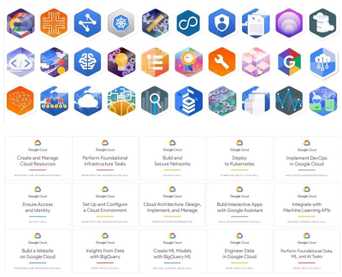 Google Cloud
Google Cloud
Google Cloud
Google Cloud
Google Cloud
Create and Manage
Cloud Resources
Perform Foundational
Infrastructure Tasks
Build and
Secure Networks
Deploy
to Kubernetes
Implement DevOps
in Google Cloud
Google Cloud
Google Cloud
Google Cloud
Google Cloud
Google Cloud
Ensure Access
and Identity
Set Up and Configure
a Cloud Environment
Cloud Architecture: Design,
Implement, and Manage
Build Interactive Apps
with Google Assistant
Integrate with
Machine Learning APIs
Google Cloud
Google Cloud
Google Cloud
Google Cloud
Google Cloud
Build a Website
on Google Cloud
Insights from Data
with BigQuery
Create ML Models
with BigQuery ML
Engineer Data
in Google Cloud
Perform Foundational Data,
ML, and AI Tasks